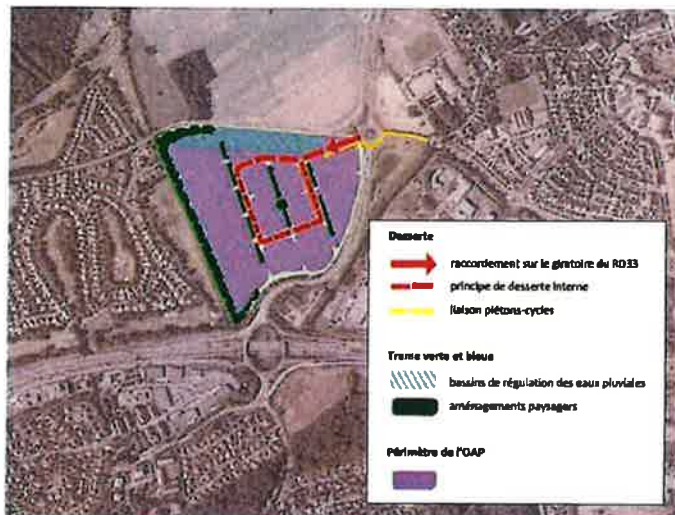 Desserte
raccordement sur le giratoire du RD33
principe de desserte interne
liaison piétons-cycles
Trame verte et bleue
bassins de régulation des eaux pluviales
aménagements paysagers
Périmètre de l'OAP